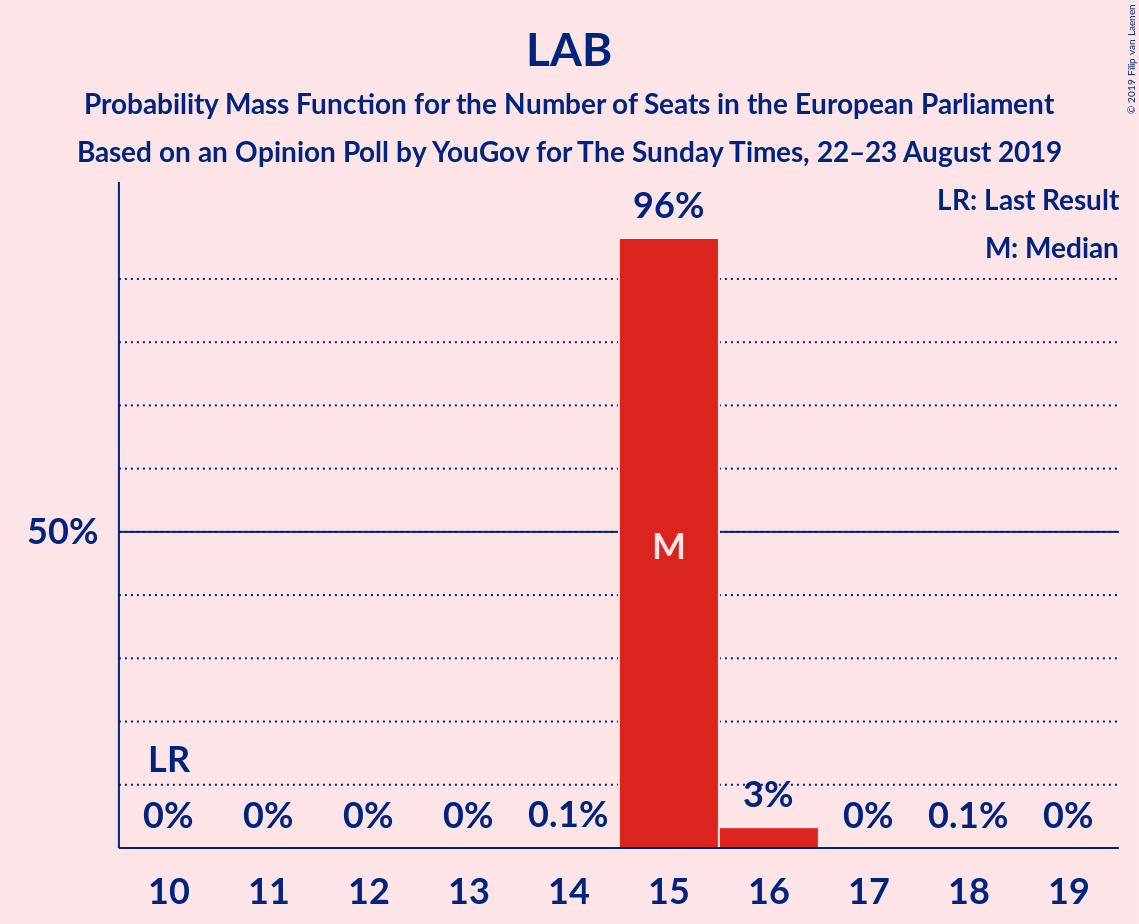 LAB
Probability Mass Function for the Number of Seats in the European Parliament
Based on an Opinion Poll by YouGov for The Sunday Times, 22–23 August 2019
© 2019 Filip van Laenen
LR: Last Result
M: Median
96%
50%
M
LR
0% 0% 0% 0% 0.1% 3% 0% 0.1% 0%
10 11 12 13 14 15 16 17 18 19